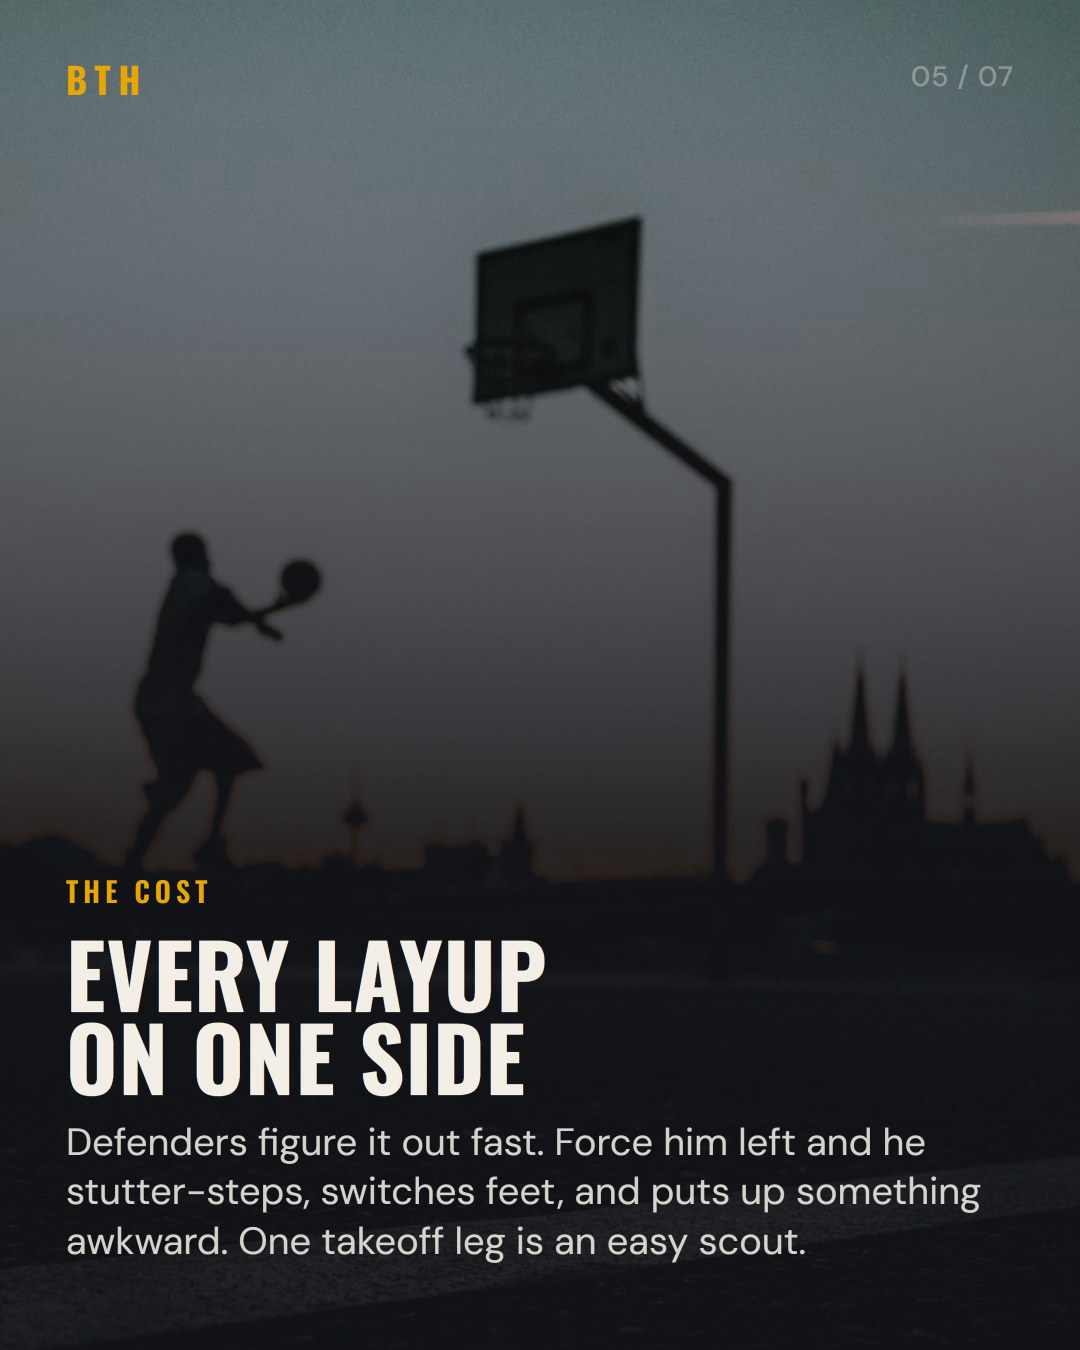 BTH
05 / 07
THE COST
EVERY LAYUP
ON ONE SIDE
Defenders figure it out fast. Force him left and he
stutter-steps, switches feet, and puts up something
awkward. One takeoff leg is an easy scout.